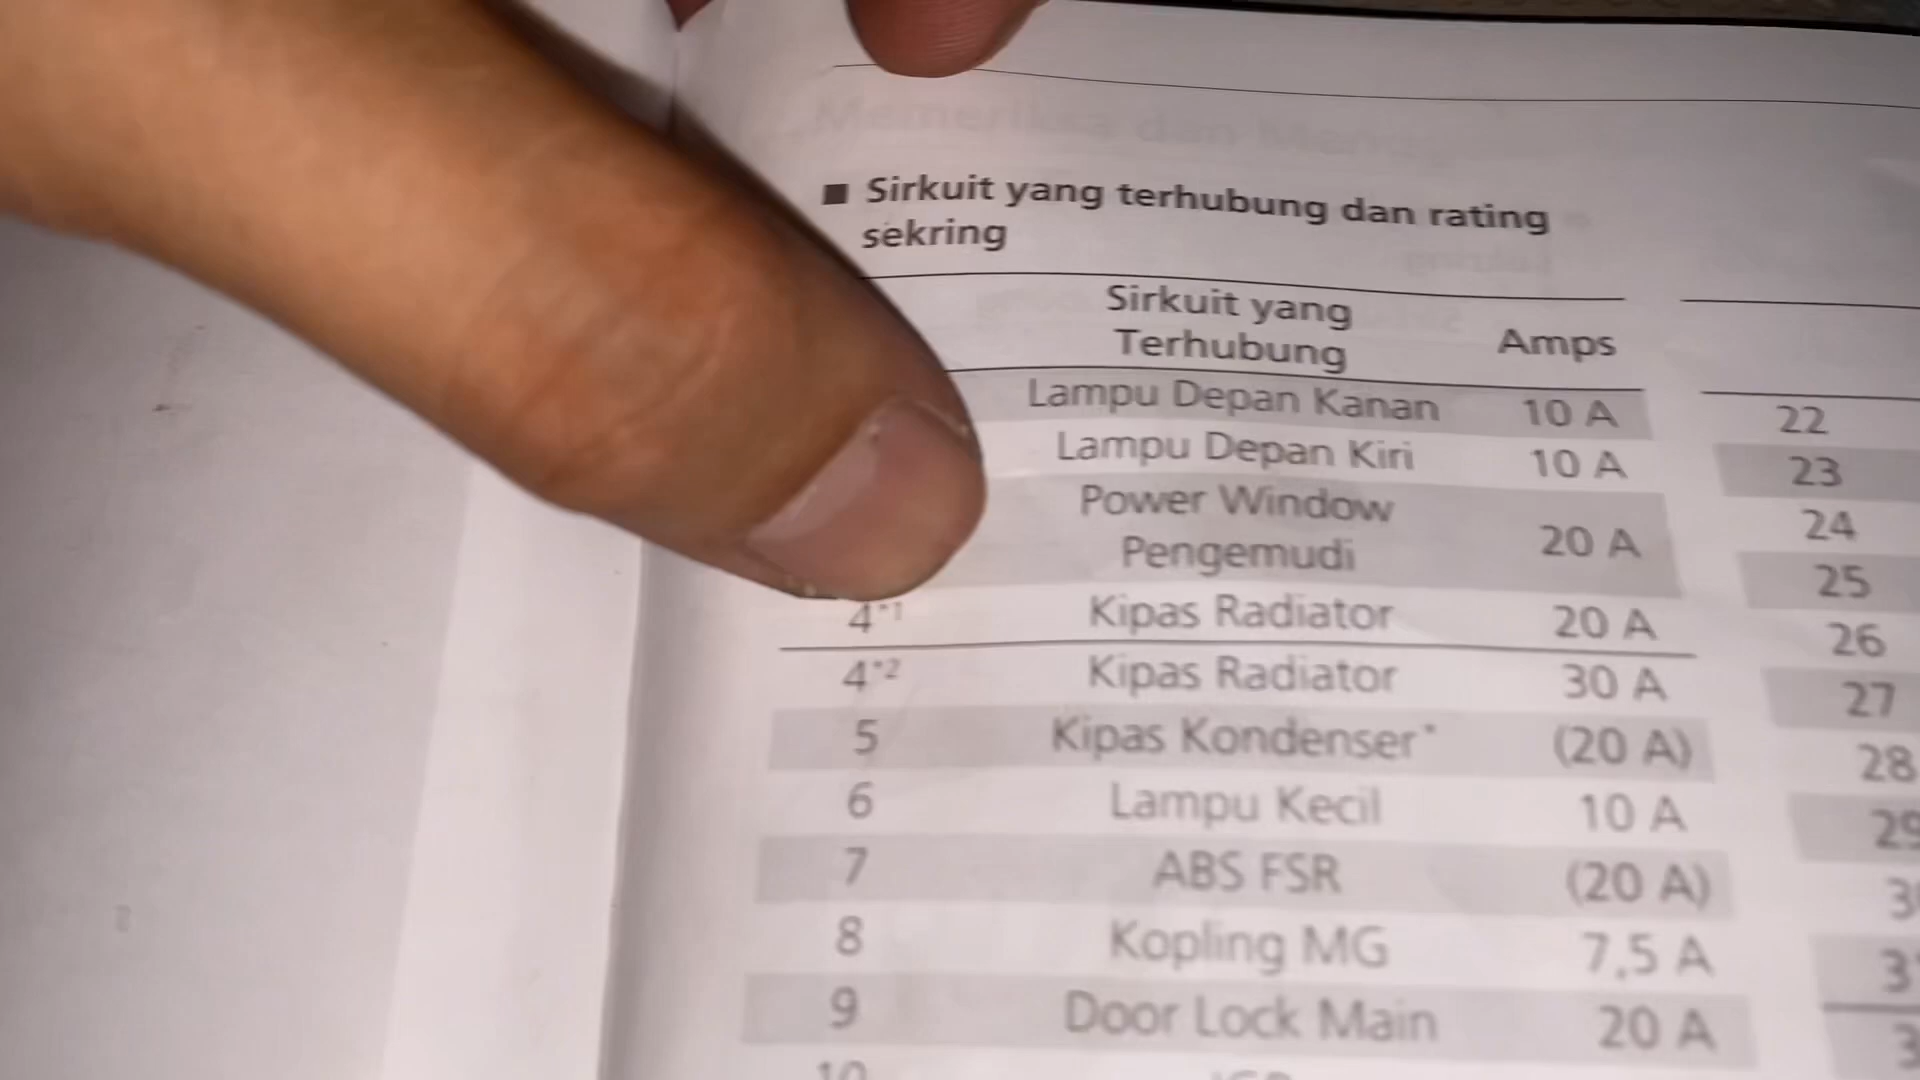 ■ Sirkuit yang terhubung dan rating
sekring
Sirkuit yang
Terhubung
Amps
Lampu Depan Kanan 10 A
Lampu Depan Kiri 10 A
Power Window
Pengemudi
20 A
4*1 Kipas Radiator 20 A
4*2 Kipas Radiator 30 A
5 Kipas Kondenser* (20 A)
6 Lampu Kecil 10 A
7 ABS FSR (20 A)
8 Kopling MG 7,5 A
9 Door Lock Main 20 A
10
22
23
24
25
26
27
28
29